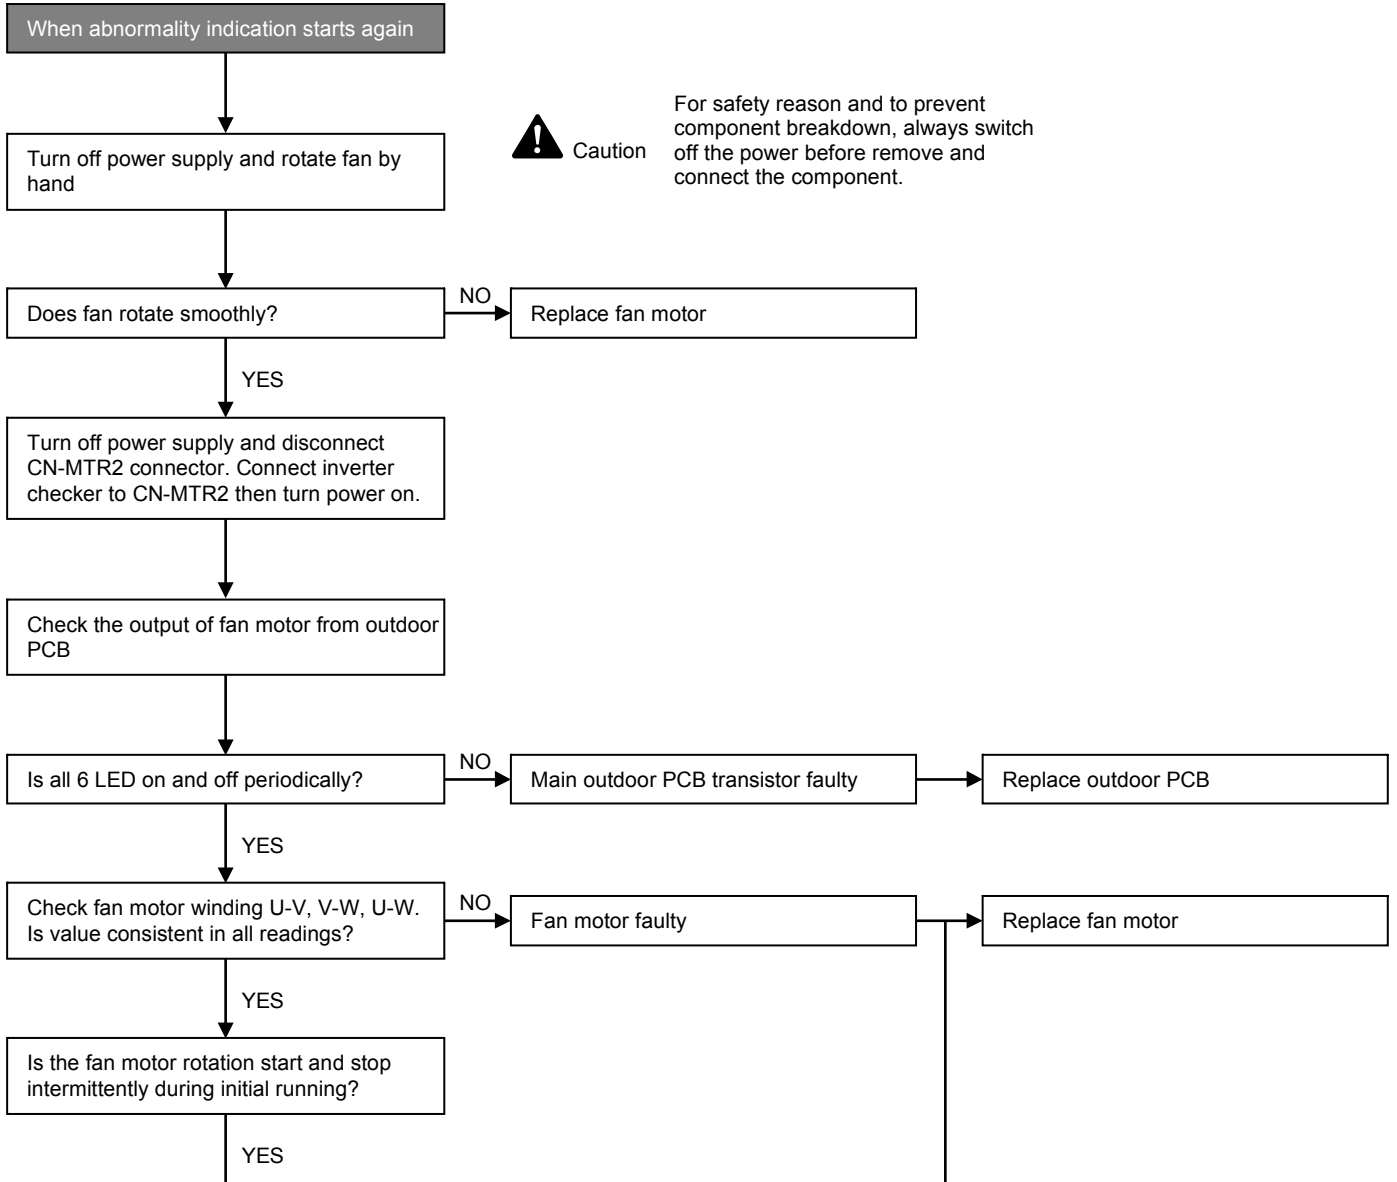 When abnormality indication starts again
For safety reason and to prevent
component breakdown, always switch
off the power before remove and
connect the component.
Caution
Turn off power supply and rotate fan by
hand
Does fan rotate smoothly?
NO
Replace fan motor
YES
Turn off power supply and disconnect
CN-MTR2 connector. Connect inverter
checker to CN-MTR2 then turn power on.
Check the output of fan motor from outdoor
PCB
Is all 6 LED on and off periodically?
NO
Main outdoor PCB transistor faulty
Replace outdoor PCB
YES
Check fan motor winding U-V, V-W, U-W.
Is value consistent in all readings?
NO
Fan motor faulty
Replace fan motor
YES
Is the fan motor rotation start and stop
intermittently during initial running?
YES